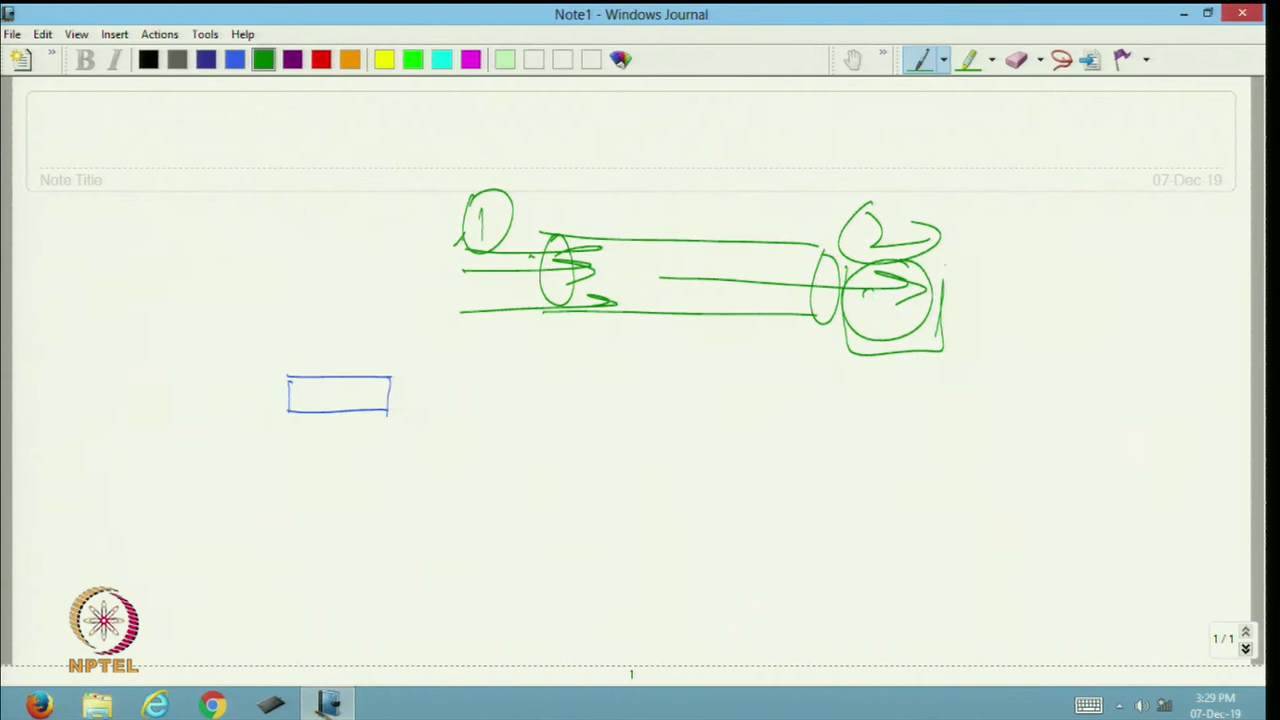 Note1 - Windows Journal
File Edit View Insert Actions Tools Help
B I
Note Title
07-Dec-19
1
1 / 1
NPTEL
1
3:29 PM
07-Dec-19